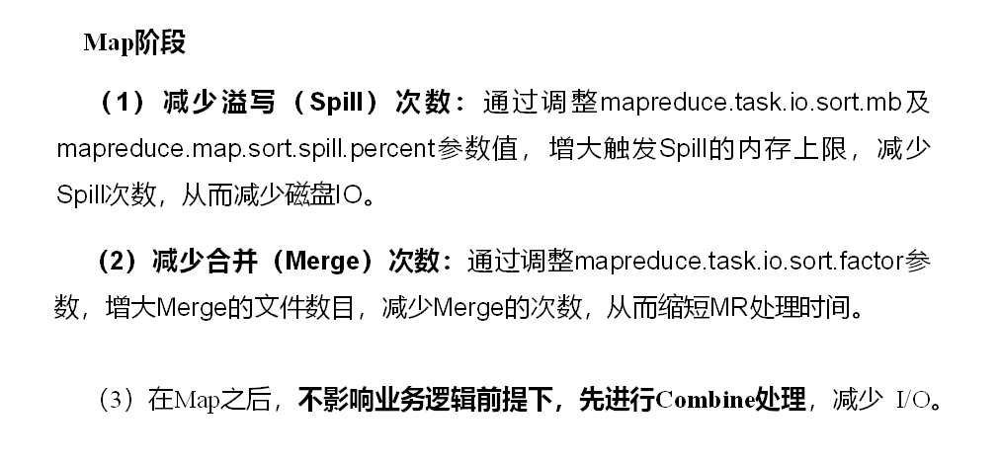 Map阶段
（1）减少溢写（Spill）次数：通过调整mapreduce.task.io.sort.mb及
mapreduce.map.sort.spill.percent参数值，增大触发Spill的内存上限，减少
Spill次数，从而减少磁盘IO。
（2）减少合并（Merge）次数：通过调整mapreduce.task.io.sort.factor参
数，增大Merge的文件数目，减少Merge的次数，从而缩短MR处理时间。
（3）在Map之后，不影响业务逻辑前提下，先进行Combine处理，减少 I/O。